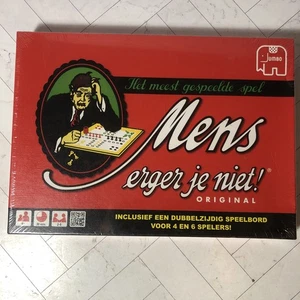 Jumbo
Het meest gespeelde spel
Mens
erger je niet!®
ORIGINAL
INCLUSIEF EEN DUBBELZIJDIG SPEELBORD
VOOR 4 EN 6 SPELERS!